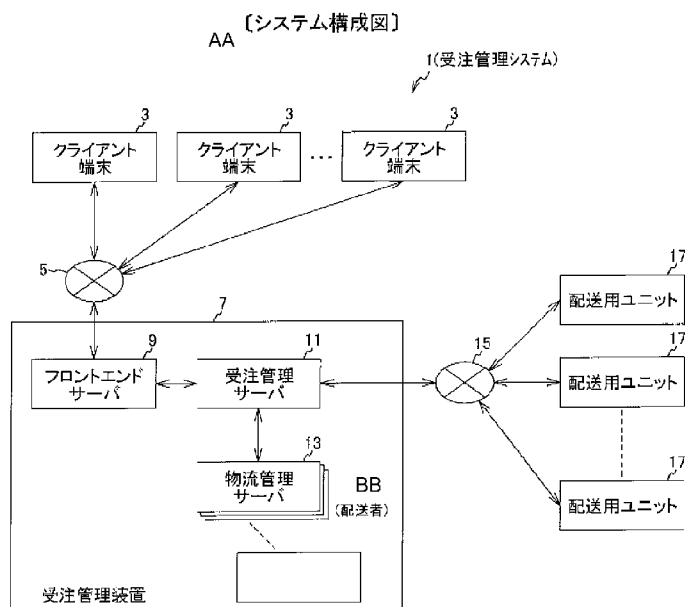 〔システム構成図〕
AA
1(受注管理システム)
3
3
3
クライアント
端末
クライアント
端末
…
クライアント
端末
5
7
9
フロントエンド
サーバ
11
受注管理
サーバ
13
物流管理
サーバ
BB
(配送者)
受注管理装置
15
17
配送用ユニット
17
配送用ユニット
17
配送用ユニット